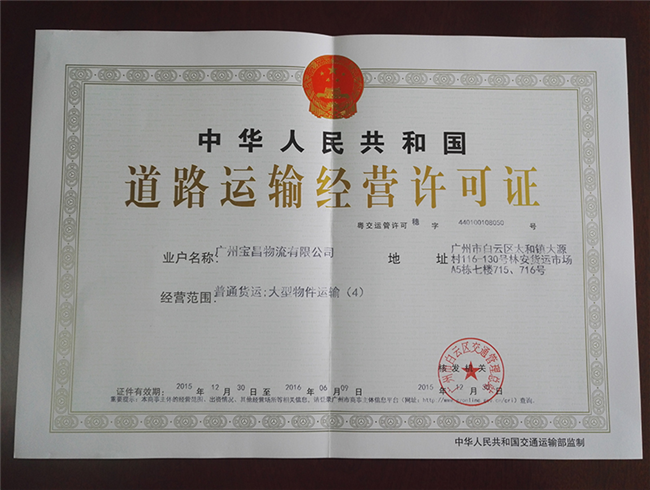 中华人民共和国
道路运输经营许可证
粤交运管许可 穗 字 440100108050 号
业户名称: 广州宝昌物流有限公司
地 址: 广州市白云区太和镇大源
村116-130号林安货运市场
A5栋七楼715、716号
经营范围: 普通货运;大型物件运输（4）
核发机关
证件有效期: 2015 年 12 月 30 日至 2016 年 06 月 09 日
2015 年 12 月 日
中华人民共和国交通运输部监制